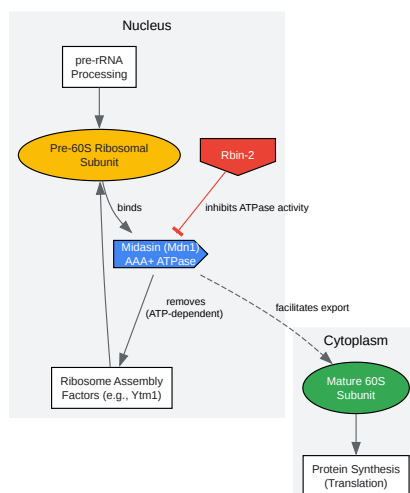 Nucleus
pre-rRNA
Processing
Pre-60S Ribosomal
Subunit
Rbin-2
binds
inhibits ATPase activity
Midasin (Mdn1)
AAA+ ATPase
removes
(ATP-dependent)
facilitates export
Cytoplasm
Ribosome Assembly
Factors (e.g., Ytm1)
Mature 60S
Subunit
Protein Synthesis
(Translation)